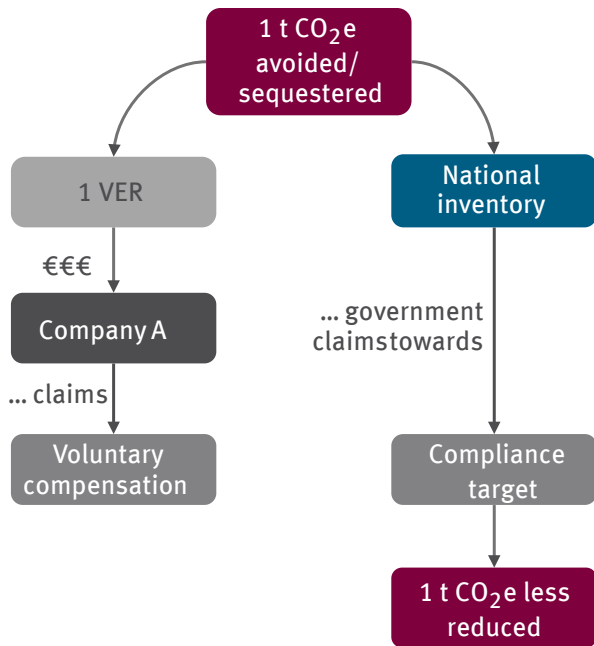 1 t CO₂e
avoided/
sequestered
1 VER
National
inventory
€€€
... government
claimstowards
Company A
... claims
Voluntary
compensation
Compliance
target
1 t CO₂e less
reduced